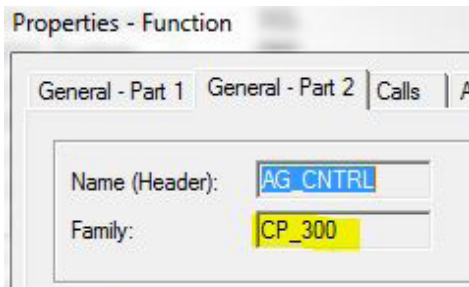 Properties - Function
General - Part 1 General - Part 2 Calls
Name (Header): AG_CNTRL
Family: CP_300